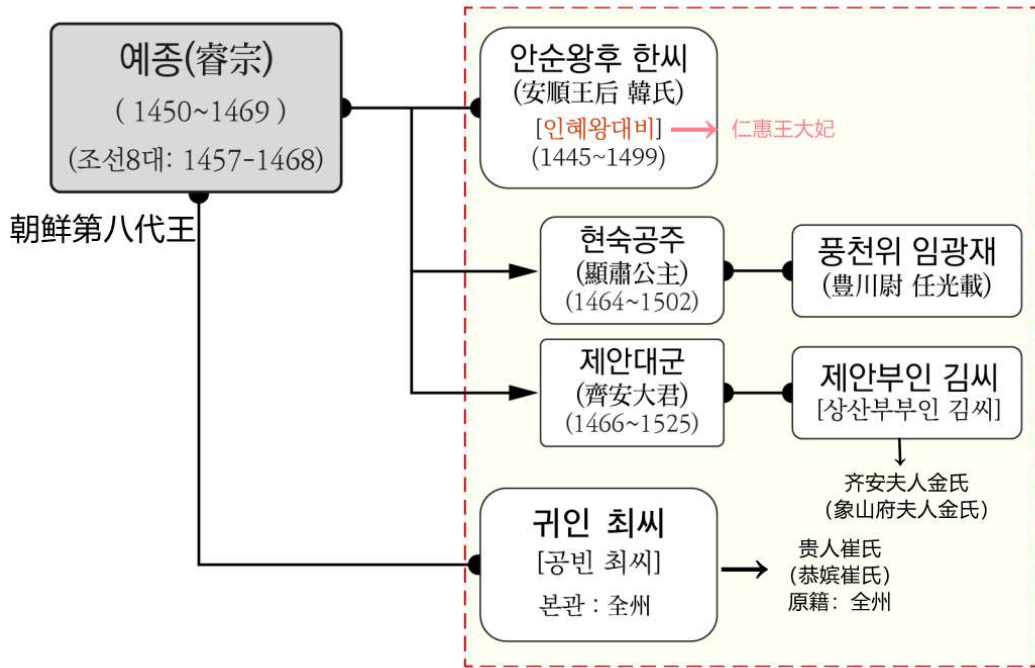 예종(睿宗)
( 1450~1469 )
(조선8대: 1457-1468)
朝鲜第八代王
안순왕후 한씨
(安順王后 韓氏)
[인혜왕대비]
仁惠王大妃
(1445~1499)
현숙공주
(顯肅公主)
(1464~1502)
풍천위 임광재
(豊川尉 任光載)
제안대군
(齊安大君)
(1466~1525)
제안부인 김씨
[상산부부인 김씨]
齐安夫人金氏
(象山府夫人金氏)
귀인 최씨
[공빈 최씨]
본관 : 全州
贵人崔氏
(恭嫔崔氏)
原籍：全州